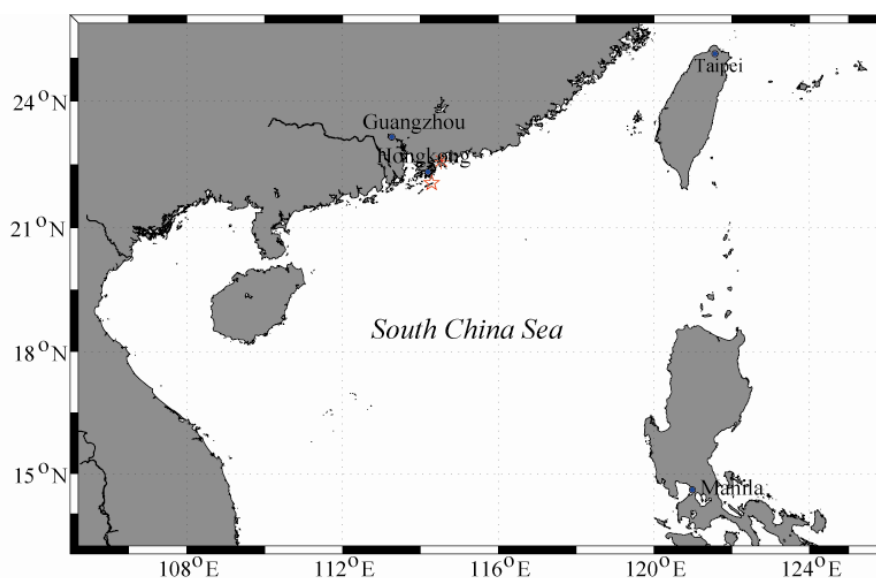 Taipei
24°N
Guangzhou
Hongkong
21°N
South China Sea
18°N
15°N
Manila
108°E
112°E
116°E
120°E
124°E